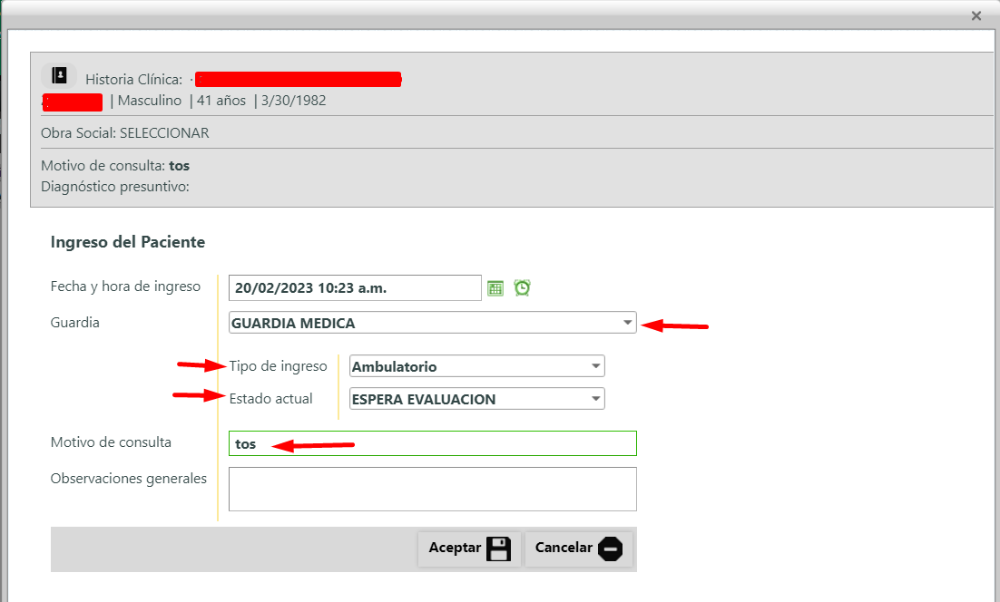 Historia Clínica:
| Masculino | 41 años | 3/30/1982
Obra Social: SELECCIONAR
Motivo de consulta: tos
Diagnóstico presuntivo:
Ingreso del Paciente
Fecha y hora de ingreso 20/02/2023 10:23 a.m.
Guardia GUARDIA MEDICA
Tipo de ingreso Ambulatorio
Estado actual ESPERA EVALUACION
Motivo de consulta tos
Observaciones generales
Aceptar Cancelar